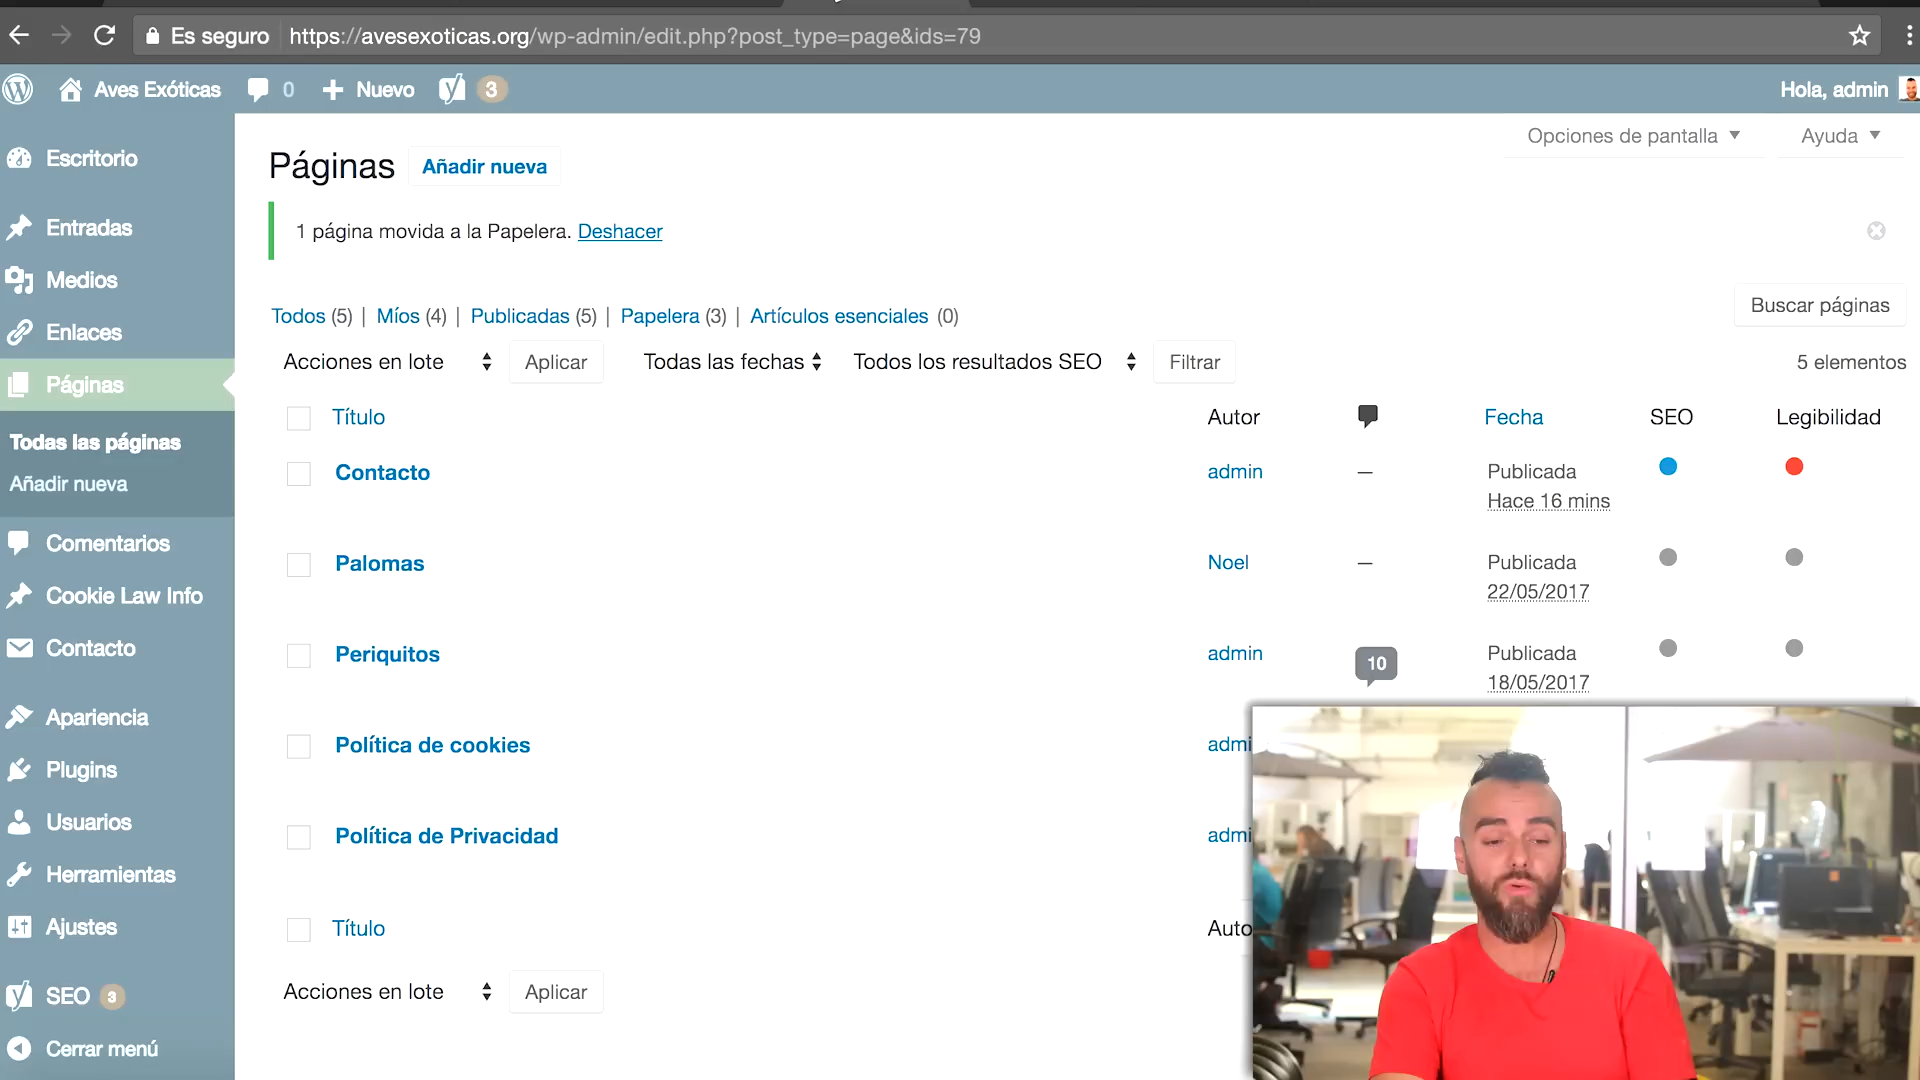 Es seguro https://avesexoticas.org/wp-admin/edit.php?post_type=page&ids=79
Aves Exóticas 0 Nuevo 3 Hola, admin
Opciones de pantalla Ayuda
Escritorio
Entradas
Medios
Enlaces
Páginas
Todas las páginas
Añadir nueva
Comentarios
Cookie Law Info
Contacto
Apariencia
Plugins
Usuarios
Herramientas
Ajustes
SEO 3
Cerrar menú
Páginas Añadir nueva
1 página movida a la Papelera. Deshacer
Todos (5) | Míos (4) | Publicadas (5) | Papelera (3) | Artículos esenciales (0)
Buscar páginas
Acciones en lote Aplicar Todas las fechas Todos los resultados SEO Filtrar 5 elementos
Título Autor Fecha SEO Legibilidad
Contacto admin — Publicada
Hace 16 mins
Palomas Noel — Publicada
22/05/2017
Periquitos admin 10 Publicada
18/05/2017
Política de cookies admi
Política de Privacidad admi
Título Auto
Acciones en lote Aplicar